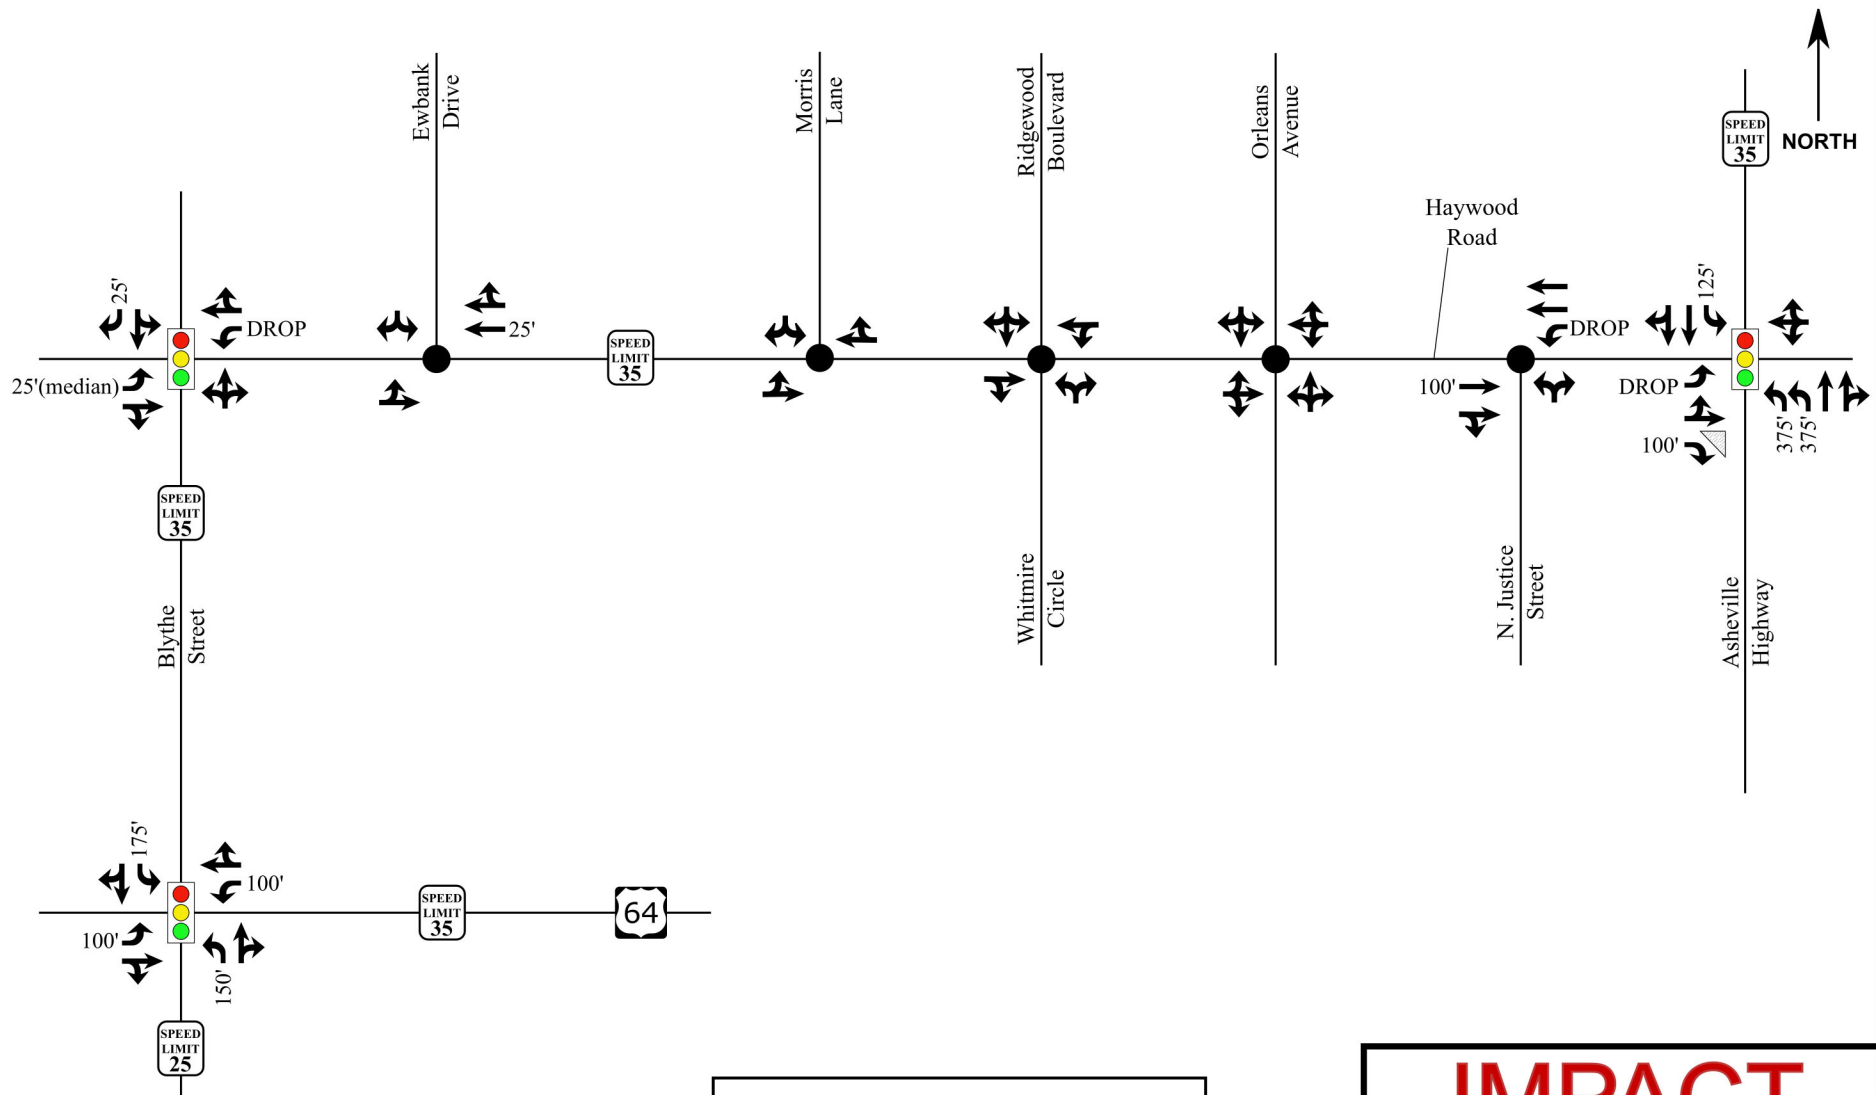 Ewbank
Drive
Morris
Lane
Ridgewood
Boulevard
Orleans
Avenue
SPEED
LIMIT
35
NORTH
Haywood
Road
25'
DROP
25'(median)
25'
SPEED
LIMIT
35
100'
DROP
125'
DROP
100'
375'
375'
SPEED
LIMIT
35
Blythe
Street
Whitmire
Circle
N. Justice
Street
Asheville
Highway
175'
100'
100'
150'
SPEED
LIMIT
35
64
SPEED
LIMIT
25
IMPACT